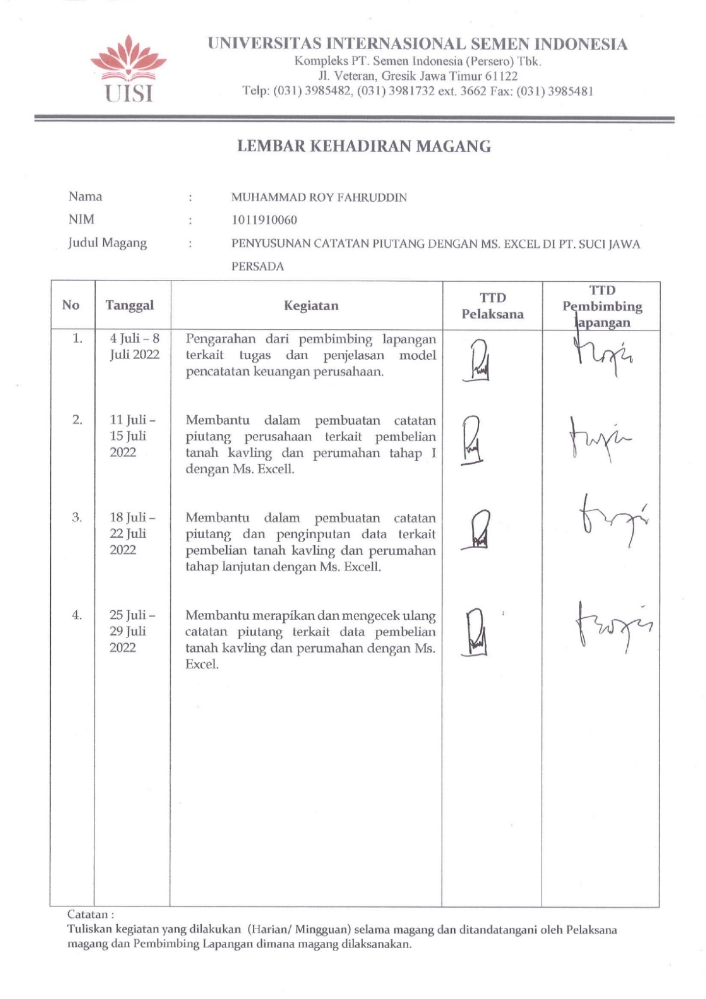 UISI
UNIVERSITAS INTERNASIONAL SEMEN INDONESIA
Kompleks PT. Semen Indonesia (Persero) Tbk.
Jl. Veteran, Gresik Jawa Timur 61122
Telp: (031) 3985482, (031) 3981732 ext. 3662 Fax: (031) 3985481
LEMBAR KEHADIRAN MAGANG
Nama : MUHAMMAD ROY FAHRUDDIN
NIM : 1011910060
Judul Magang : PENYUSUNAN CATATAN PIUTANG DENGAN MS. EXCEL DI PT. SUCI JAWA
PERSADA
No Tanggal Kegiatan TTD Pelaksana TTD Pembimbing lapangan
1. 4 Juli – 8 Pengarahan dari pembimbing lapangan
Juli 2022 terkait tugas dan penjelasan model
pencatatan keuangan perusahaan.
2. 11 Juli – Membantu dalam pembuatan catatan
15 Juli piutang perusahaan terkait pembelian
2022 tanah kavling dan perumahan tahap I
dengan Ms. Excell.
3. 18 Juli – Membantu dalam pembuatan catatan
22 Juli piutang dan penginputan data terkait
2022 pembelian tanah kavling dan perumahan
tahap lanjutan dengan Ms. Excell.
4. 25 Juli – Membantu merapikan dan mengecek ulang
29 Juli catatan piutang terkait data pembelian
2022 tanah kavling dan perumahan dengan Ms.
Excel.
Catatan :
Tuliskan kegiatan yang dilakukan (Harian/ Mingguan) selama magang dan ditandatangani oleh Pelaksana
magang dan Pembimbing Lapangan dimana magang dilaksanakan.